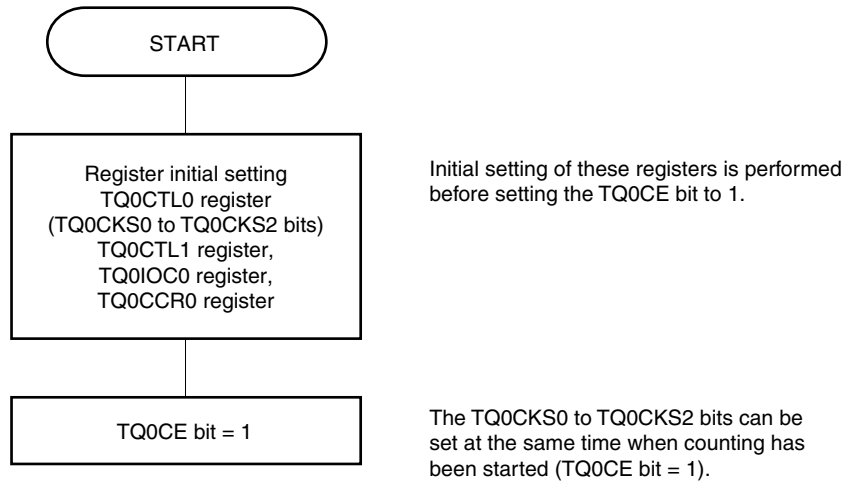 START
Register initial setting
TQ0CTL0 register
(TQ0CKS0 to TQ0CKS2 bits)
TQ0CTL1 register,
TQ0IOC0 register,
TQ0CCR0 register
Initial setting of these registers is performed
before setting the TQ0CE bit to 1.
TQ0CE bit = 1
The TQ0CKS0 to TQ0CKS2 bits can be
set at the same time when counting has
been started (TQ0CE bit = 1).